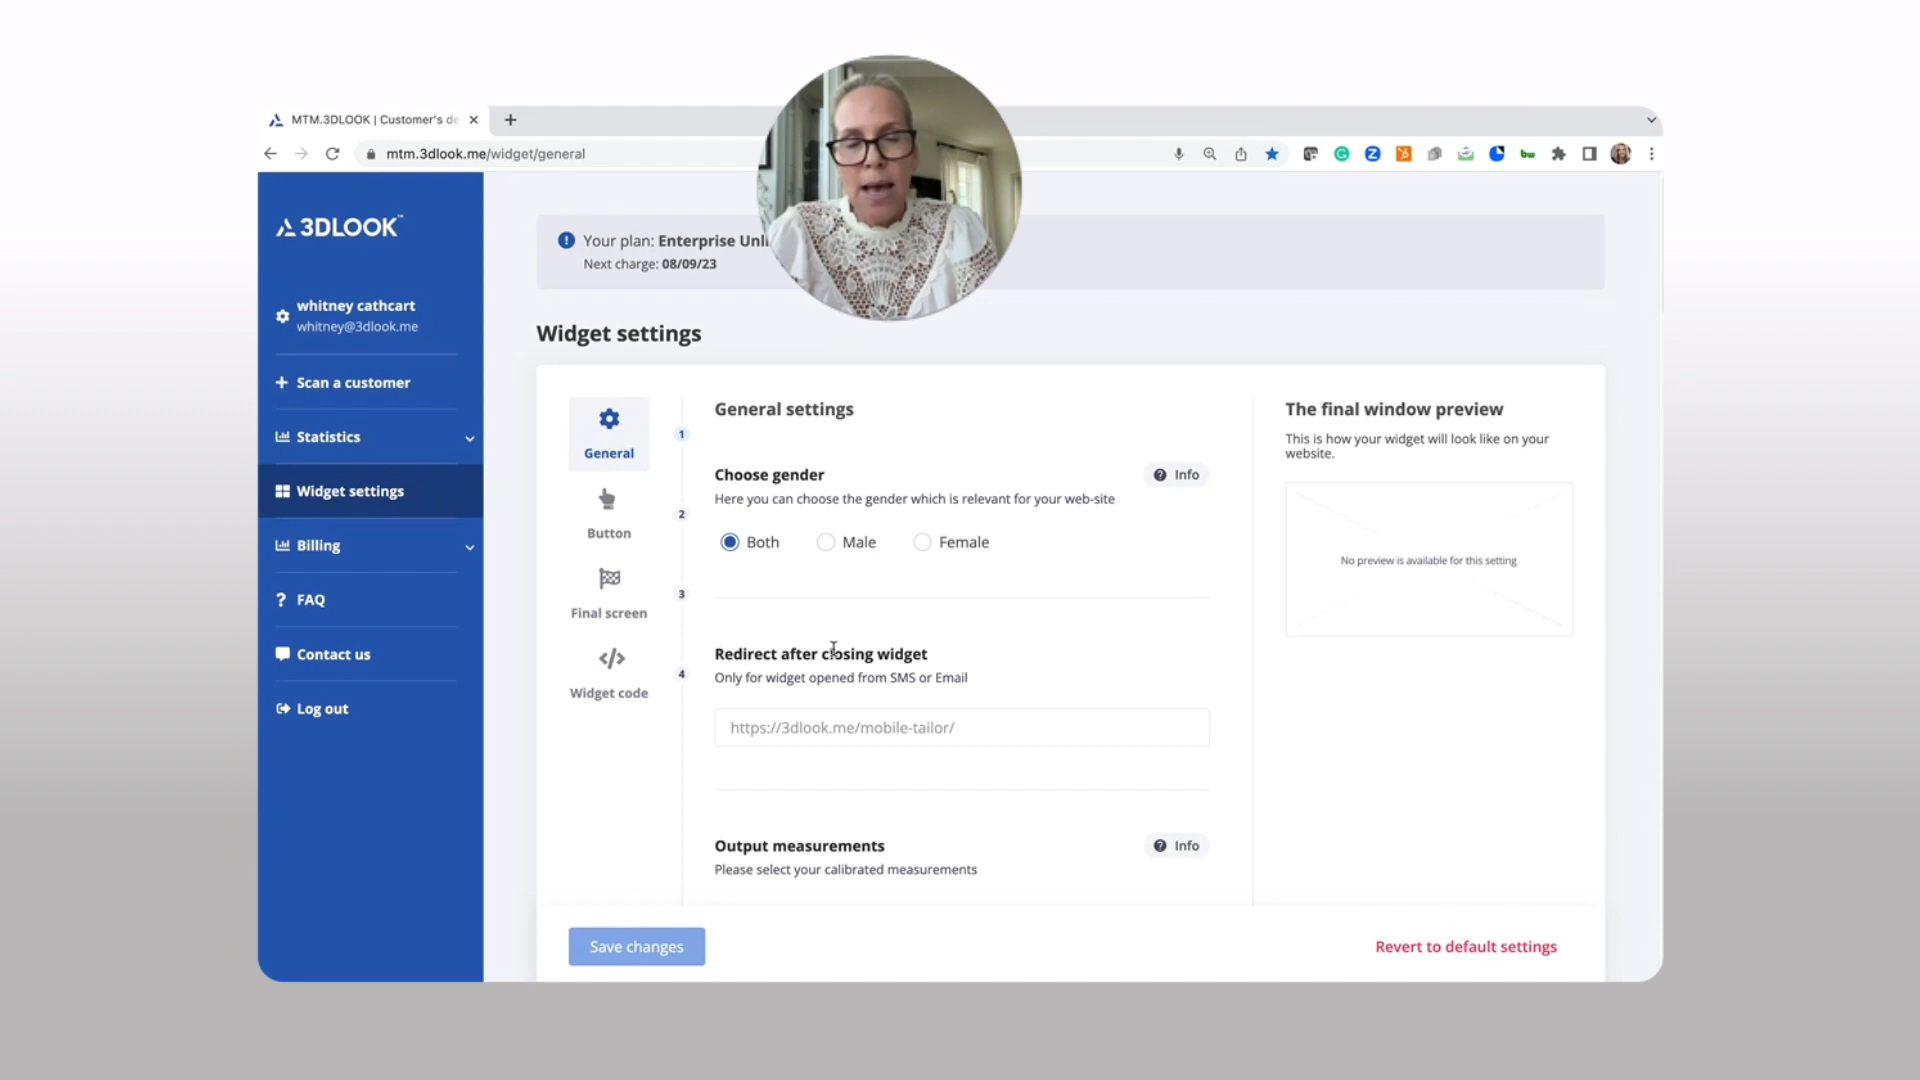 MTM.3DLOOK | Customer's de
mtm.3dlook.me/widget/general
3DLOOK™
whitney cathcart
whitney@3dlook.me
Scan a customer
Statistics
Widget settings
Billing
FAQ
Contact us
Log out
Your plan: Enterprise
Next charge: 08/09/23
Widget settings
General
Button
Final screen
Widget code
1
2
3
4
General settings
Choose gender
Info
Here you can choose the gender which is relevant for your web-site
Both
Male
Female
Redirect after closing widget
Only for widget opened from SMS or Email
https://3dlook.me/mobile-tailor/
Output measurements
Info
Please select your calibrated measurements
The final window preview
This is how your widget will look like on your
website.
No preview is available for this setting
Save changes
Revert to default settings